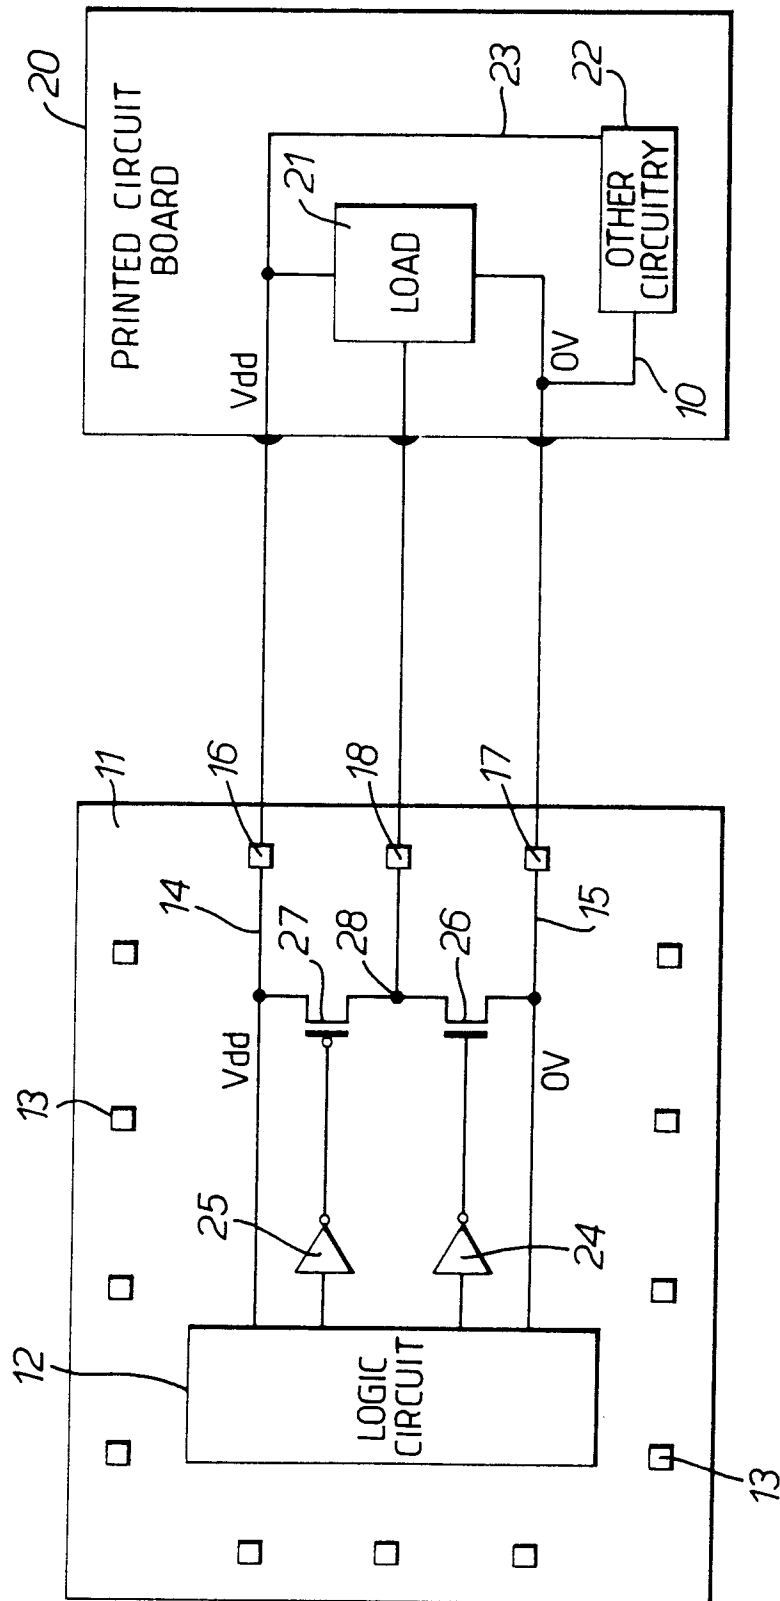 20
PRINTED CIRCUIT
BOARD
23
22
21
LOAD
OTHER
CIRCUITRY
Vdd
0V
10
11
16
18
17
14
15
27
28
26
Vdd
0V
13
25
24
12
LOGIC
CIRCUIT
13